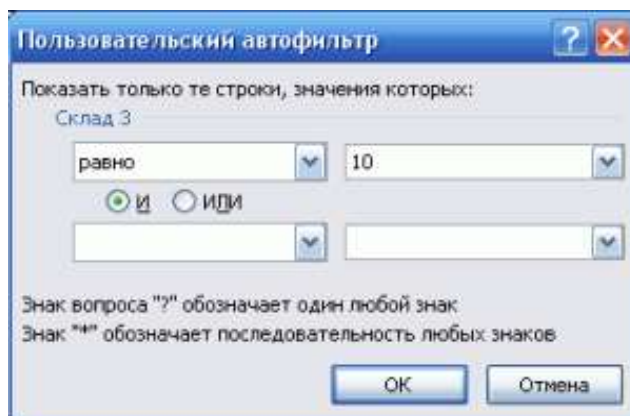 Пользовательский автофильтр
Показать только те строки, значения которых:
Склад 3
равно 10
И ИЛИ
Знак вопроса "?" обозначает один любой знак
Знак "*" обозначает последовательность любых знаков
ОК Отмена